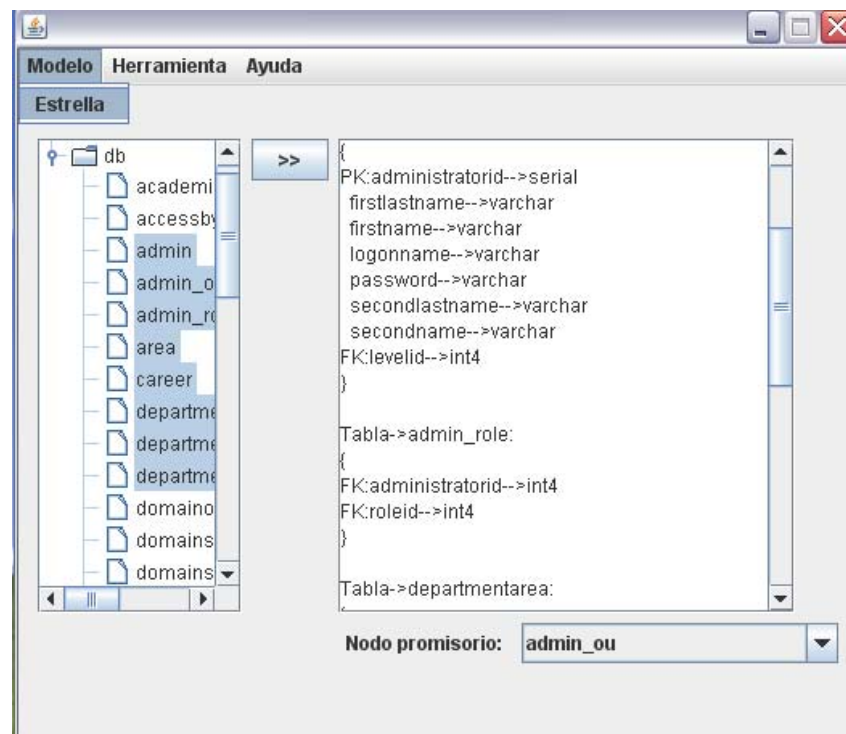 Modelo Herramienta Ayuda
Estrella
db
academi
accessby
admin
admin_o
admin_ro
area
career
departme
departme
departme
domaino
domains
domains
>>
{
PK:administratorid-->serial
firstlastname-->varchar
firstname-->varchar
logonname-->varchar
password-->varchar
secondlastname-->varchar
secondname-->varchar
FK:levelid-->int4
}
Tabla->admin_role:
{
FK:administratorid-->int4
FK:roleid-->int4
}
Tabla->departmentarea:
Nodo promisorio: admin_ou